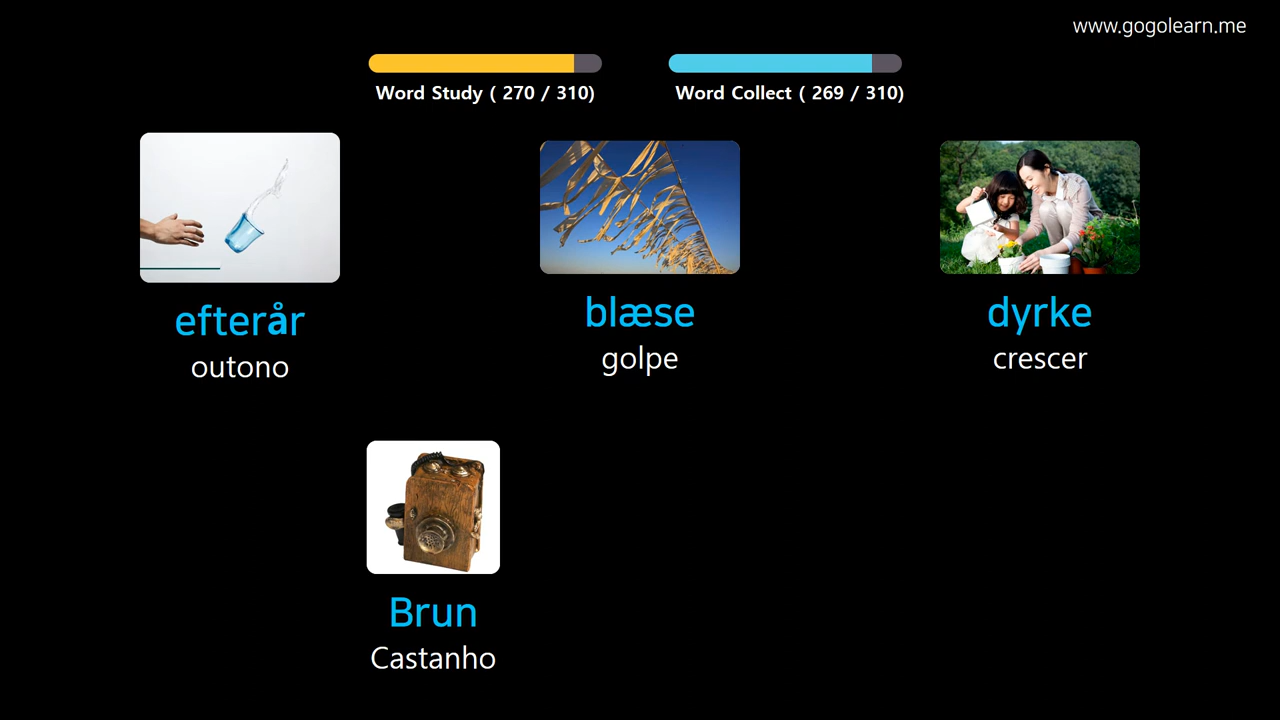 www.gogolearn.me
Word Study ( 270 / 310)
Word Collect ( 269 / 310)
efterår
outono
blæse
golpe
dyrke
crescer
Brun
Castanho